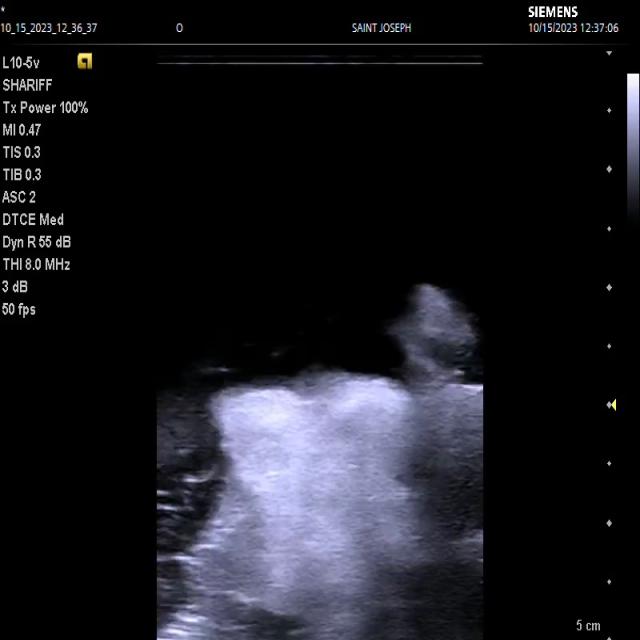 *
SIEMENS
10_15_2023_12_36_37 O SAINT JOSEPH 10/15/2023 12:37:06
L10-5v
SHARIFF
Tx Power 100%
MI 0.47
TIS 0.3
TIB 0.3
ASC 2
DTCE Med
Dyn R 55 dB
THI 8.0 MHz
3 dB
50 fps
5 cm